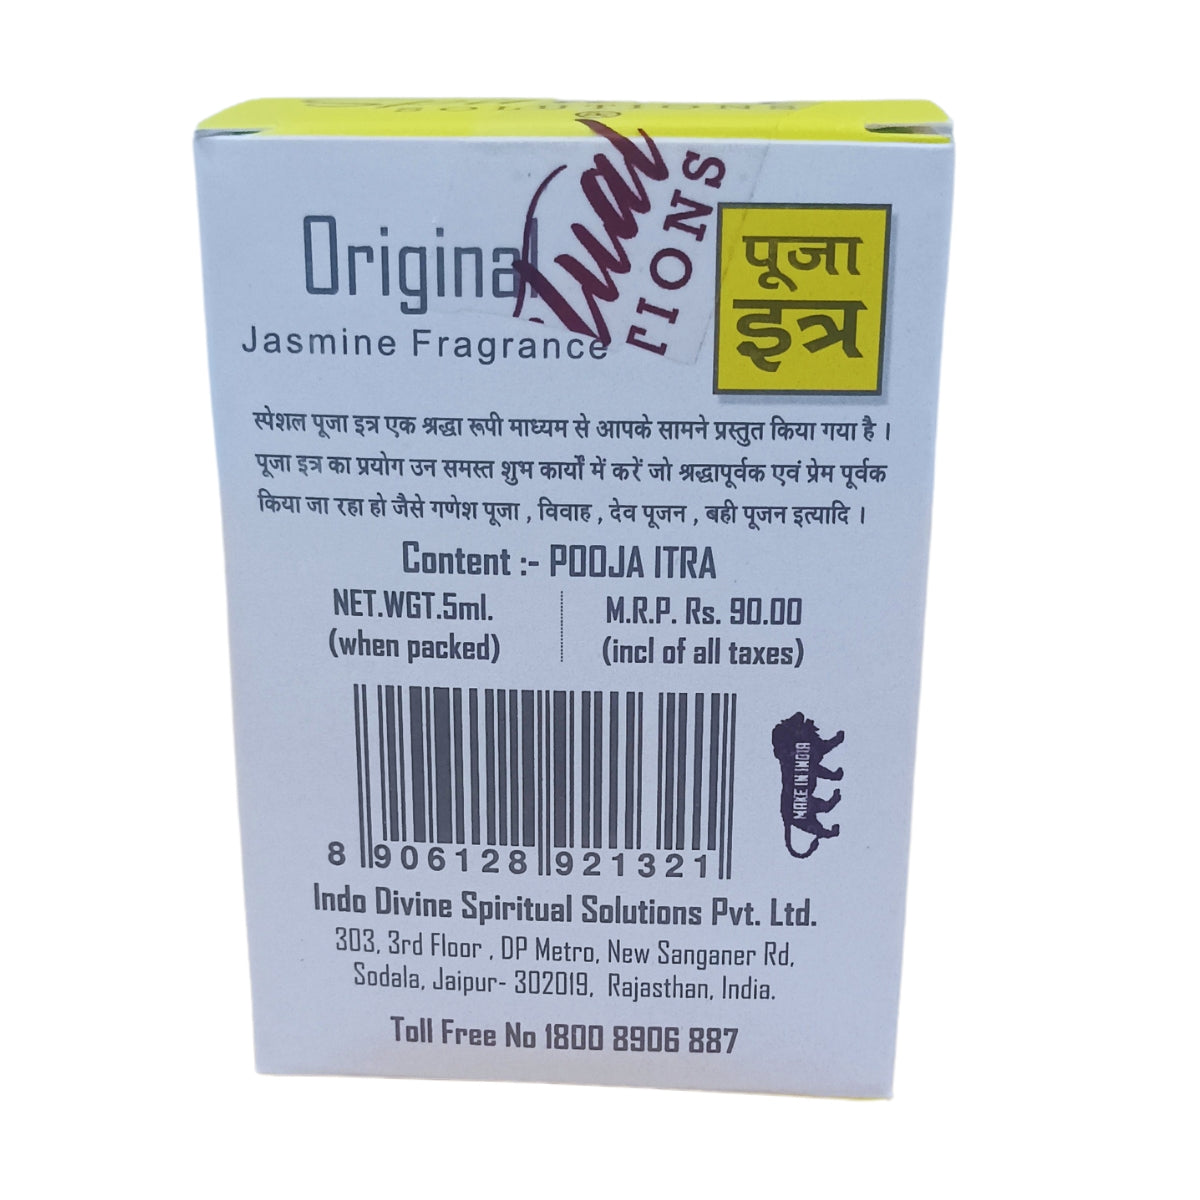 SOLUTIONS
tual
TIONS
Original
Jasmine Fragrance
पूजा
इत्र
स्पेशल पूजा इत्र एक श्रद्धा रूपी माध्यम से आपके सामने प्रस्तुत किया गया है ।
पूजा इत्र का प्रयोग उन समस्त शुभ कार्यों में करें जो श्रद्धापूर्वक एवं प्रेम पूर्वक
किया जा रहा हो जैसे गणेश पूजा , विवाह , देव पूजन , बही पूजन इत्यादि ।
Content :- POOJA ITRA
NET.WGT.5ml.
(when packed)
M.R.P. Rs. 90.00
(incl of all taxes)
MAKE IN INDIA
8 906128 921321
Indo Divine Spiritual Solutions Pvt. Ltd.
303, 3rd Floor , DP Metro, New Sanganer Rd,
Sodala, Jaipur- 302019, Rajasthan, India.
Toll Free No 1800 8906 887